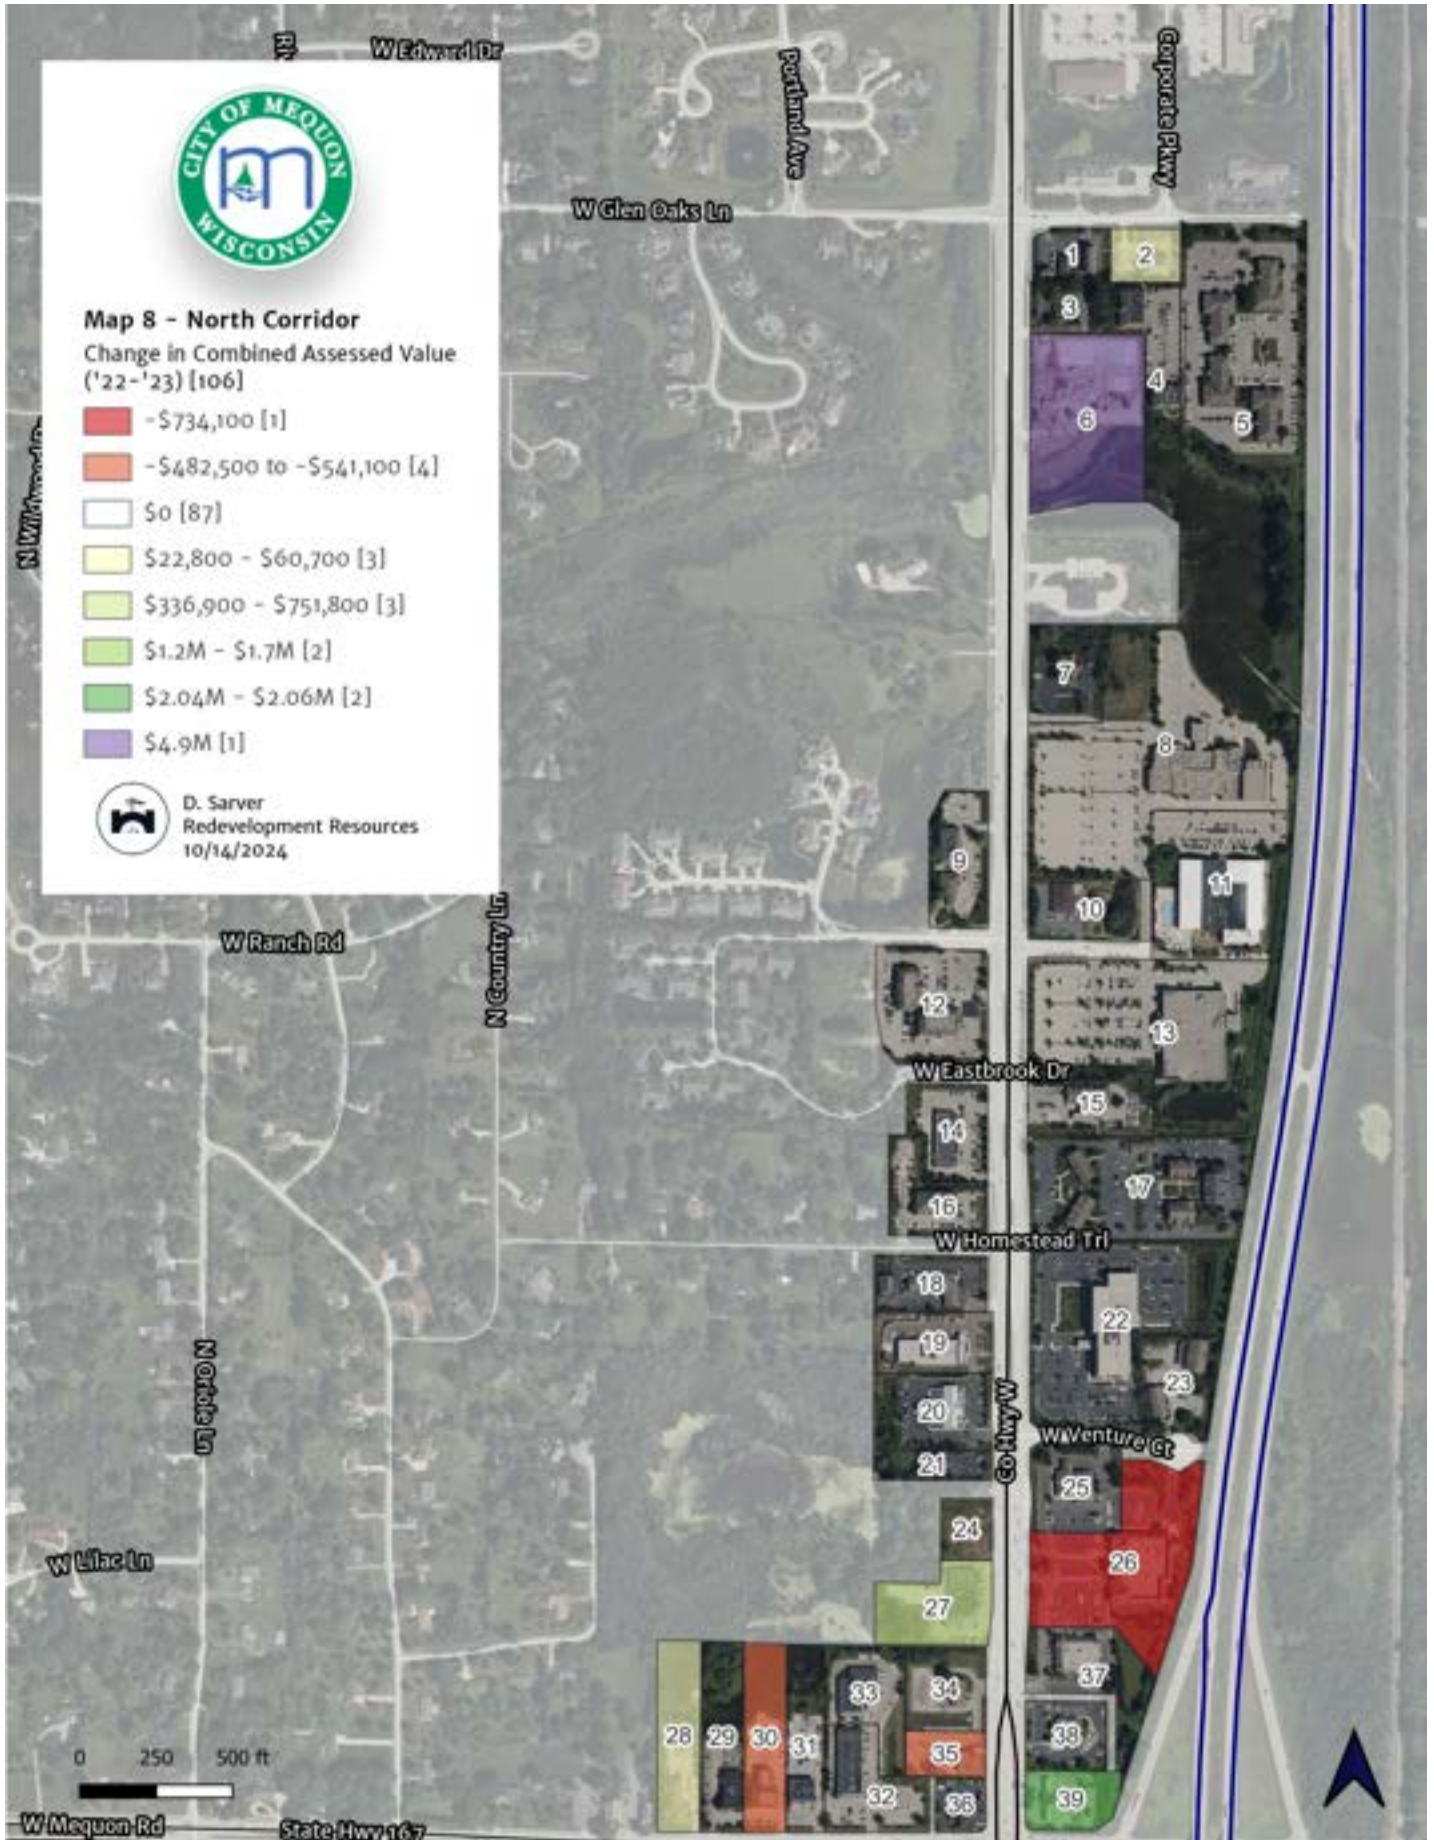 W Edward Dr
Portland Ave
Corporate Pkwy
CITY OF MEQUON
WISCONSIN
W Glen Oaks Ln
Map 8 - North Corridor
Change in Combined Assessed Value
('22-'23) [106]
-$734,100 [1]
-$482,500 to -$541,100 [4]
$0 [87]
$22,800 - $60,700 [3]
$336,900 - $751,800 [3]
$1.2M - $1.7M [2]
$2.04M - $2.06M [2]
$4.9M [1]
D. Sarver
Redevelopment Resources
10/14/2024
1
2
3
4
5
6
7
8
9
10
11
W Ranch Rd
N Country Ln
12
13
W Eastbrook Dr
14
15
16
17
W Homestead Trl
18
19
20
21
22
23
N Oriole Ln
Co Hwy W
W Venture Ct
24
25
26
W Lilac Ln
27
28
29
30
31
32
33
34
35
36
37
38
39
0 250 500 ft
W Mequon Rd
State Hwy 167